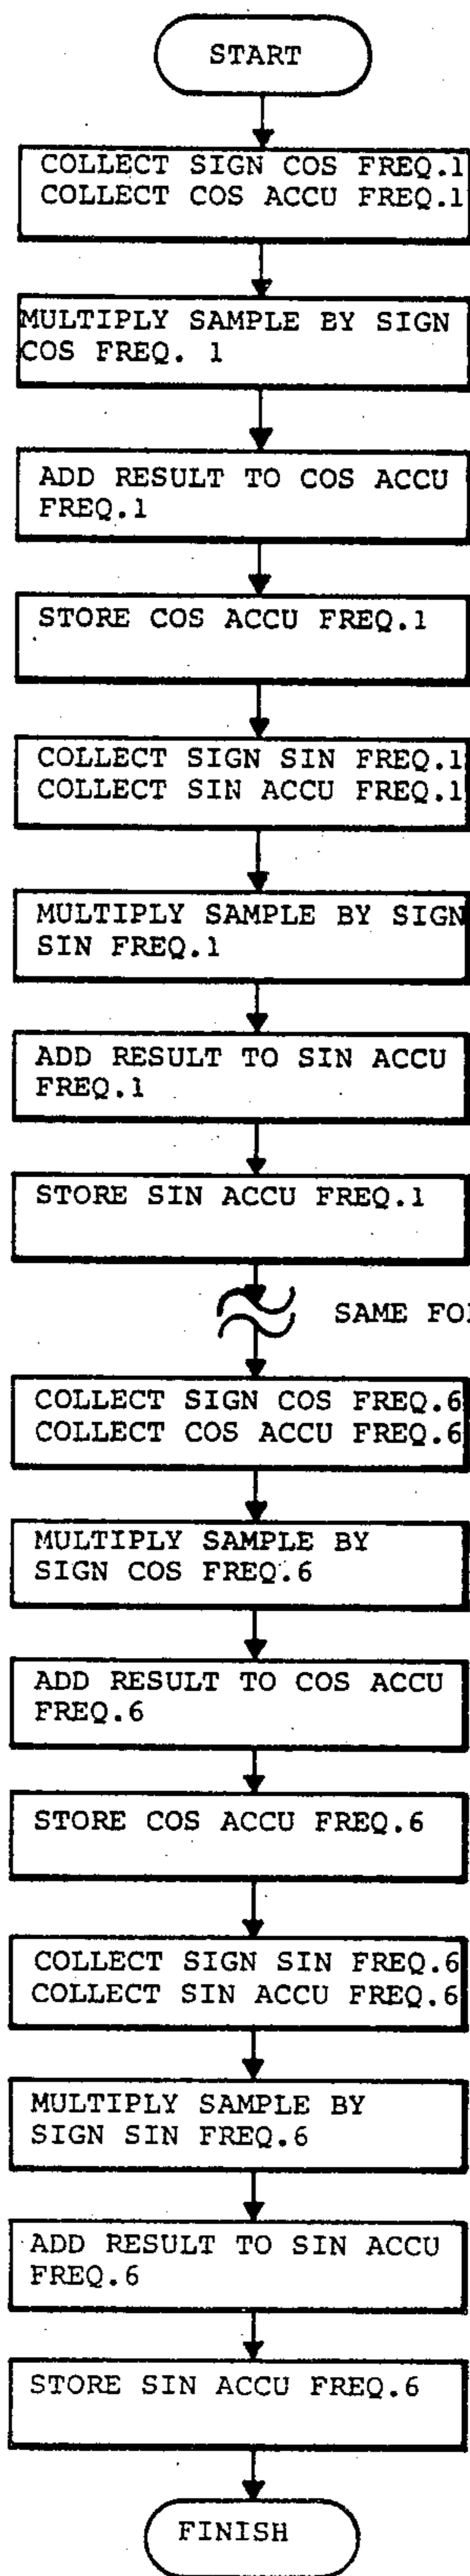 START
COLLECT SIGN COS FREQ.1
COLLECT COS ACCU FREQ.1
MULTIPLY SAMPLE BY SIGN
COS FREQ. 1
ADD RESULT TO COS ACCU
FREQ.1
STORE COS ACCU FREQ.1
COLLECT SIGN SIN FREQ.1
COLLECT SIN ACCU FREQ.1
MULTIPLY SAMPLE BY SIGN
SIN FREQ.1
ADD RESULT TO SIN ACCU
FREQ.1
STORE SIN ACCU FREQ.1
SAME
COLLECT SIGN COS FREQ.6
COLLECT COS ACCU FREQ.6
MULTIPLY SAMPLE BY
SIGN COS FREQ.6
ADD RESULT TO COS ACCU
FREQ.6
STORE COS ACCU FREQ.6
COLLECT SIGN SIN FREQ.6
COLLECT SIN ACCU FREQ.6
MULTIPLY SAMPLE BY
SIGN SIN FREQ.6
ADD RESULT TO SIN ACCU
FREQ.6
STORE SIN ACCU FREQ.6
FINISH